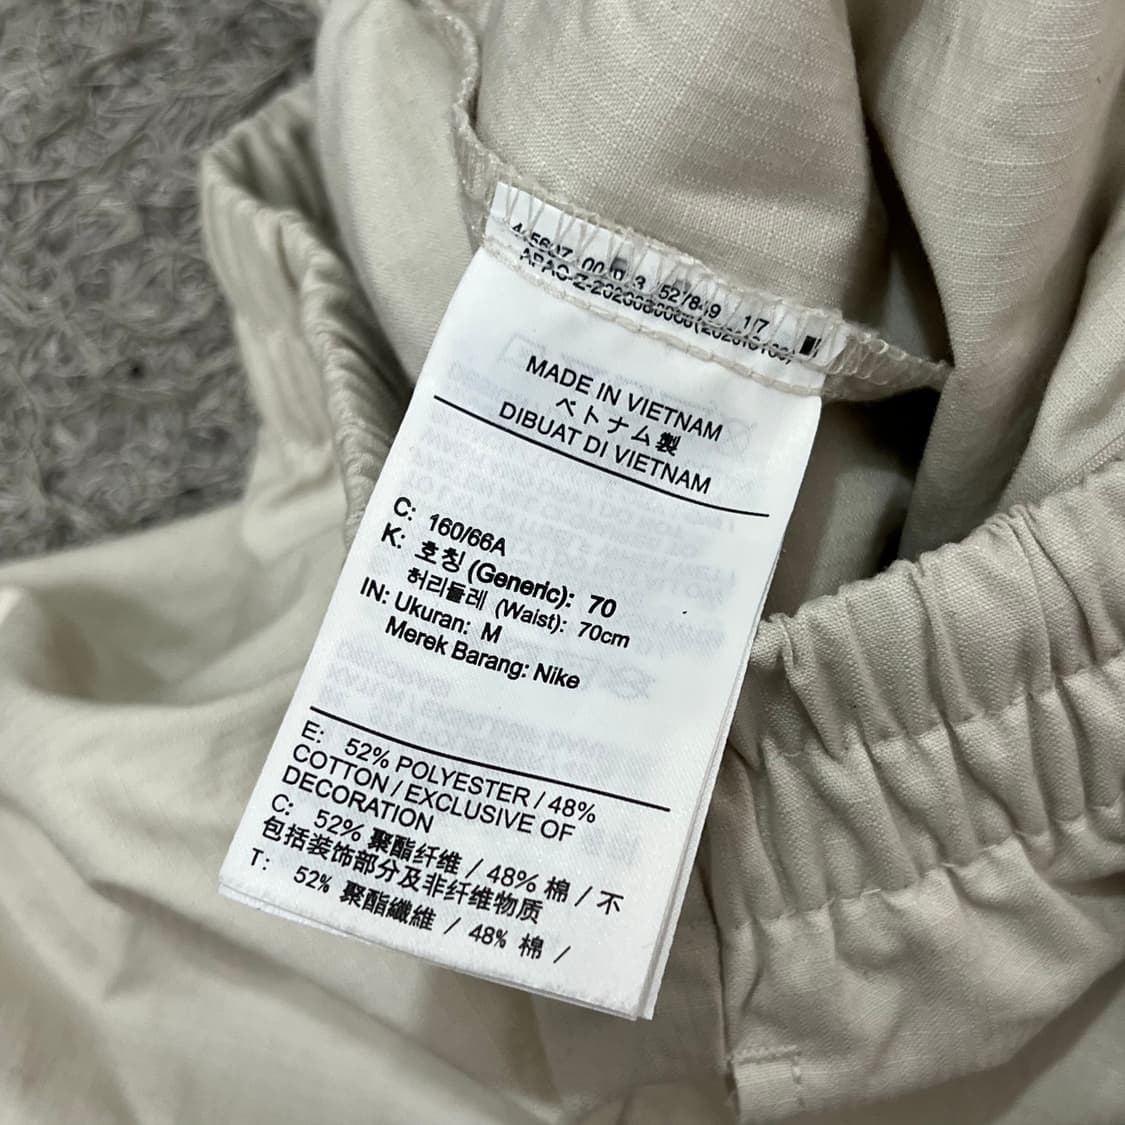 MADE IN VIETNAM
ベトナム製
DIBUAT DI VIETNAM
C: 160/66A
K: 호칭 (Generic): 70
허리둘레 (Waist): 70cm
IN: Ukuran: M
Merek Barang: Nike
E: 52% POLYESTER / 48%
COTTON / EXCLUSIVE OF
DECORATION
C: 52% 聚酯纤维 / 48% 棉 / 不
包括装饰部分及非纤维物质
T: 52% 聚酯纖維 / 48% 棉 /